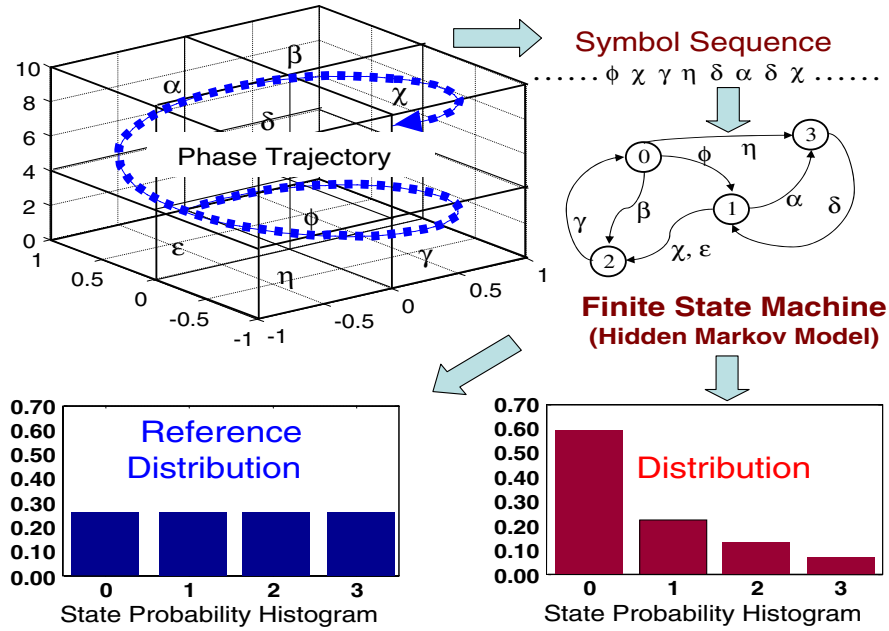 10
8
6
4
2
0
1
0.5
0
-0.5
-1
-1
-0.5
0
0.5
1
α
β
χ
δ
Phase Trajectory
φ
ε
η
γ
Symbol Sequence
...... φ χ γ η δ α δ χ ......
0
3
φ
η
1
α
δ
γ
β
2
χ, ε
Finite State Machine
(Hidden Markov Model)
0.70
0.60
0.50
0.40
0.30
0.20
0.10
0.00
Reference
Distribution
0 1 2 3
State Probability Histogram
0.70
0.60
0.50
0.40
0.30
0.20
0.10
0.00
Distribution
0 1 2 3
State Probability Histogram